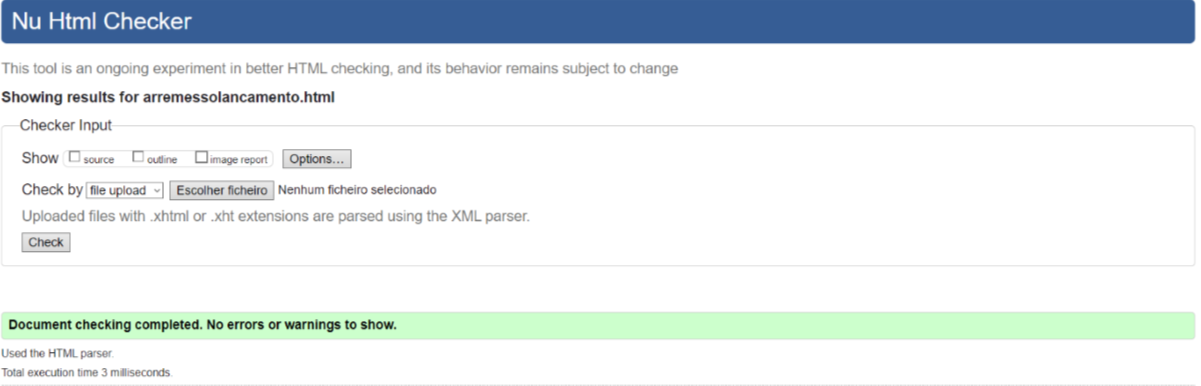 Nu Html Checker
This tool is an ongoing experiment in better HTML checking, and its behavior remains subject to change
Showing results for arremessolancamento.html
Checker Input
Show source outline image report Options...
Check by file upload Escolher ficheiro Nenhum ficheiro selecionado
Uploaded files with .xhtml or .xht extensions are parsed using the XML parser.
Check
Document checking completed. No errors or warnings to show.
Used the HTML parser.
Total execution time 3 milliseconds.